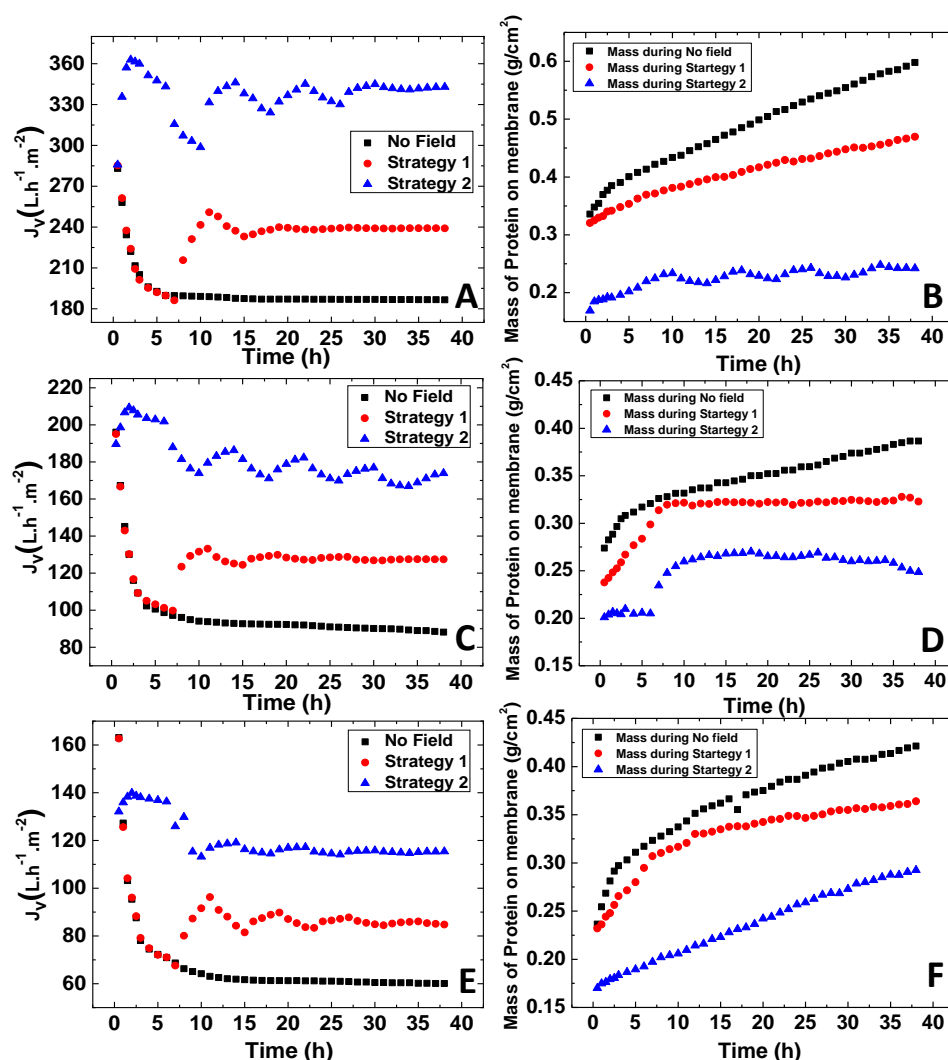 J_V(L.h^-1.m^-2)
360
330
300
270
240
210
180
No Field
Strategy 1
Strategy 2
A
0 5 10 15 20 25 30 35 40
Time (h)
Mass of Protein on membrane (g/cm²)
0.6
0.5
0.4
0.3
0.2
Mass during No field
Mass during Startegy 1
Mass during Startegy 2
B
0 5 10 15 20 25 30 35 40
Time (h)
J_V(L.h^-1.m^-2)
220
200
180
160
140
120
100
80
No Field
Strategy 1
Strategy 2
C
0 5 10 15 20 25 30 35 40
Time (h)
Mass of Protein on membrane (g/cm²)
0.45
0.40
0.35
0.30
0.25
0.20
0.15
Mass during No field
Mass during Startegy 1
Mass during Startegy 2
D
0 5 10 15 20 25 30 35 40
Time (h)
J_V(L.h^-1.m^-2)
160
140
120
100
80
60
No Field
Strategy 1
Strategy 2
E
0 5 10 15 20 25 30 35 40
Time (h)
Mass of Protein on membrane (g/cm²)
0.45
0.40
0.35
0.30
0.25
0.20
0.15
Mass during No field
Mass during Startegy 1
Mass during Startegy 2
F
0 5 10 15 20 25 30 35 40
Time (h)